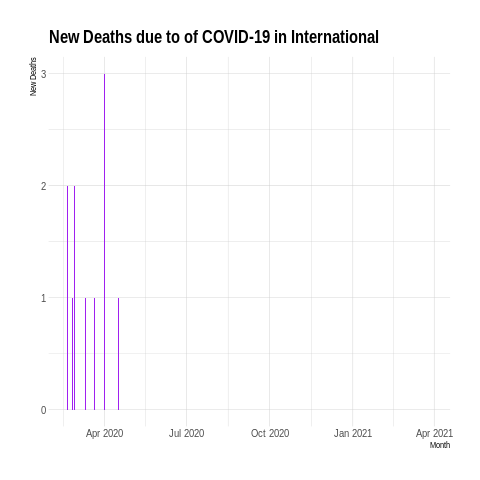 New Deaths due to of COVID-19 in International
New Deaths
3
2
1
0
Apr 2020 Jul 2020 Oct 2020 Jan 2021 Apr 2021
Month